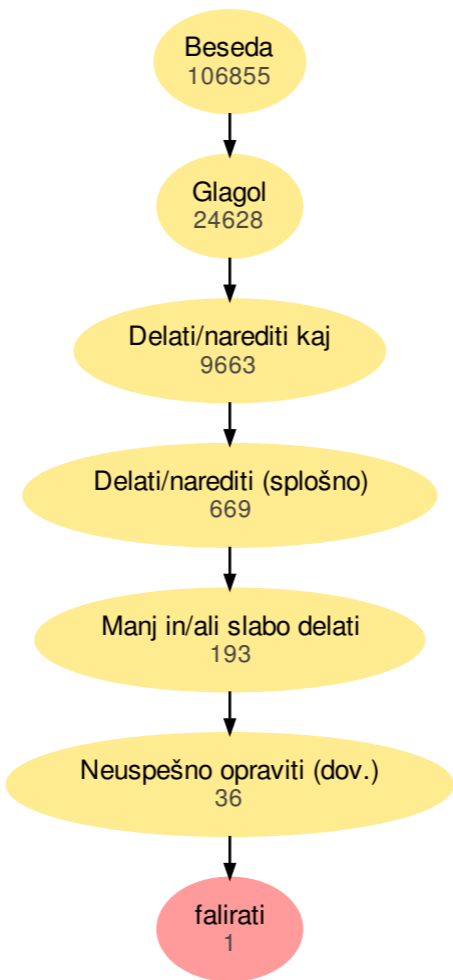 Beseda
106855
Glagol
24628
Delati/narediti kaj
9663
Delati/narediti (splošno)
669
Manj in/ali slabo delati
193
Neuspešno opraviti (dov.)
36
falirati
1